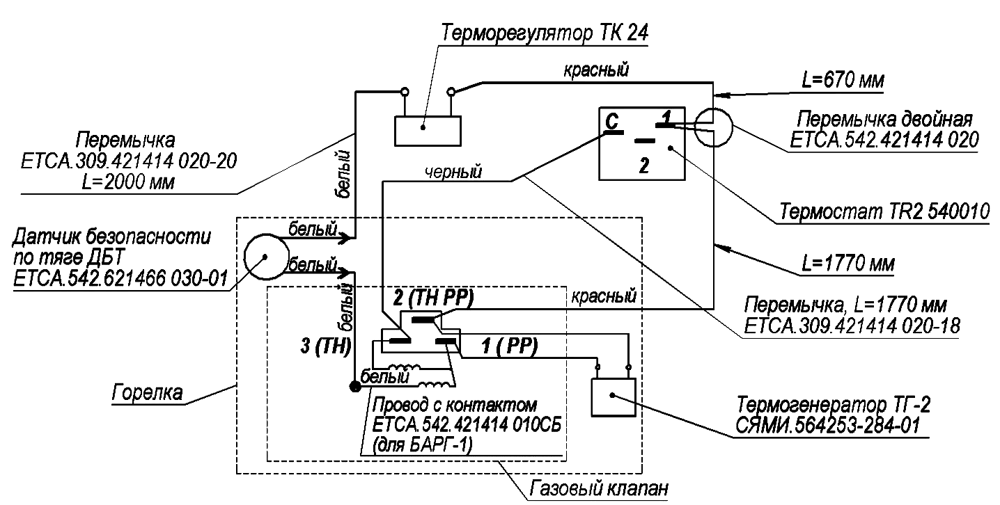 Терморегулятор ТК 24
красный
L=670 мм
C
1
2
Перемычка двойная
ЕТСА.542.421414 020
Перемычка
ЕТСА.309.421414 020-20
L=2000 мм
белый
черный
Термостат TR2 540010
Датчик безопасности
по тяге ДБТ
ЕТСА.542.621466 030-01
белый
белый
белый
L=1770 мм
2 (ТН РР)
красный
Перемычка, L=1770 мм
ЕТСА.309.421414 020-18
3 (ТН)
1 ( РР)
белый
Горелка
Провод с контактом
ЕТСА.542.421414 010СБ
(для БАРГ-1)
Термогенератор ТГ-2
СЯМИ.564253-284-01
Газовый клапан